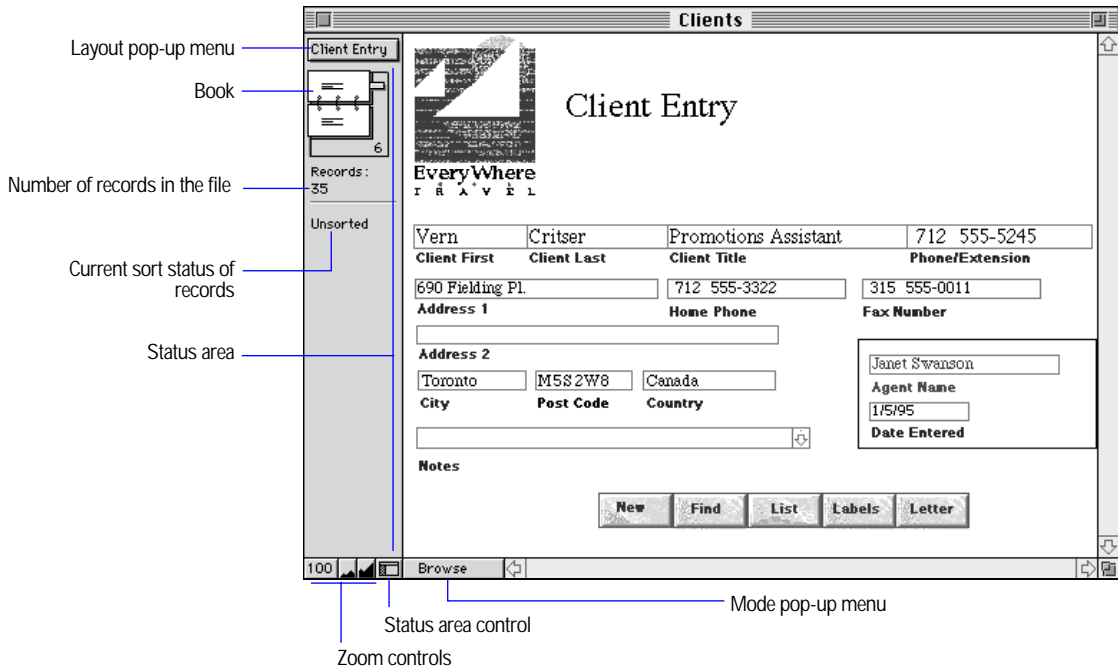 Clients
Layout pop-up menu
Client Entry
Book
6
Number of records in the file
Records:
35
Unsorted
Current sort status of
records
Status area
EveryWhere
TRAVEL
Client Entry
Vern Critser Promotions Assistant 712 555-5245
Client First Client Last Client Title Phone/Extension
690 Fielding Pl. 712 555-3322 315 555-0011
Address 1 Home Phone Fax Number
Address 2
Toronto M5S2W8 Canada
City Post Code Country
Janet Swanson
Agent Name
1/5/95
Date Entered
Notes
New Find List Labels Letter
100 Browse
Mode pop-up menu
Status area control
Zoom controls